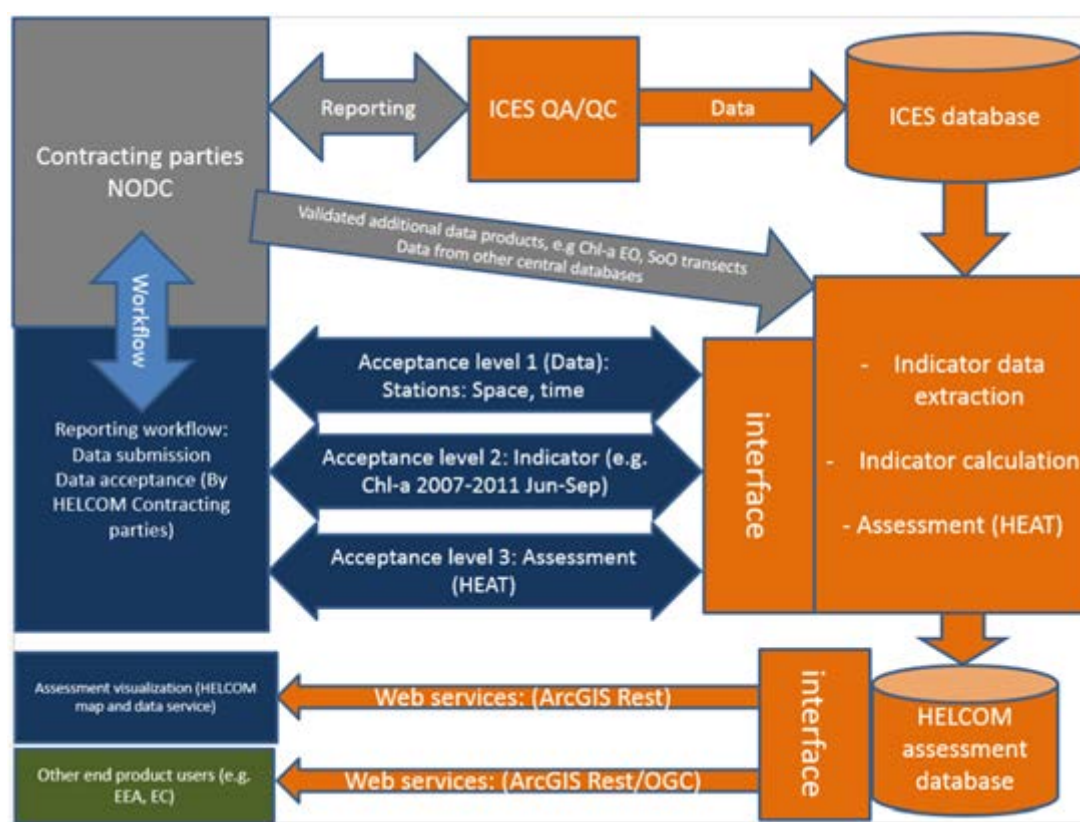 Contracting parties
NODC
Reporting
ICES QA/QC
Data
ICES database
Validated additional data products, e.g Chl-a EO, SoO transects
Data from other central databases
Workflow
Reporting workflow:
Data submission
Data acceptance (By
HELCOM Contracting
parties)
Acceptance level 1 (Data):
Stations: Space, time
Acceptance level 2: Indicator (e.g.
Chl-a 2007-2011 Jun-Sep)
Acceptance level 3: Assessment
(HEAT)
interface
- Indicator data
extraction
- Indicator calculation
- Assessment (HEAT)
Assessment visualization (HELCOM
map and data service)
Web services: (ArcGIS Rest)
Other end product users (e.g.
EEA, EC)
Web services: (ArcGIS Rest/OGC)
interface
HELCOM
assessment
database